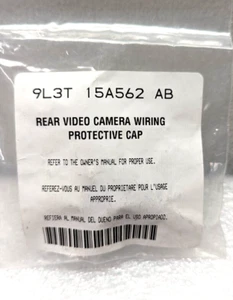 9L3T 15A562 AB
REAR VIDEO CAMERA WIRING
PROTECTIVE CAP
REFER TO THE OWNER'S MANUAL FOR PROPER USE.
REFEREZ-VOUS AU MANUEL DU PROPRIETAIRE POUR L'USAGE
APPROPRIE.
REFIERA AL MANUAL DEL DUENO PARA EL USO APROPIADO.